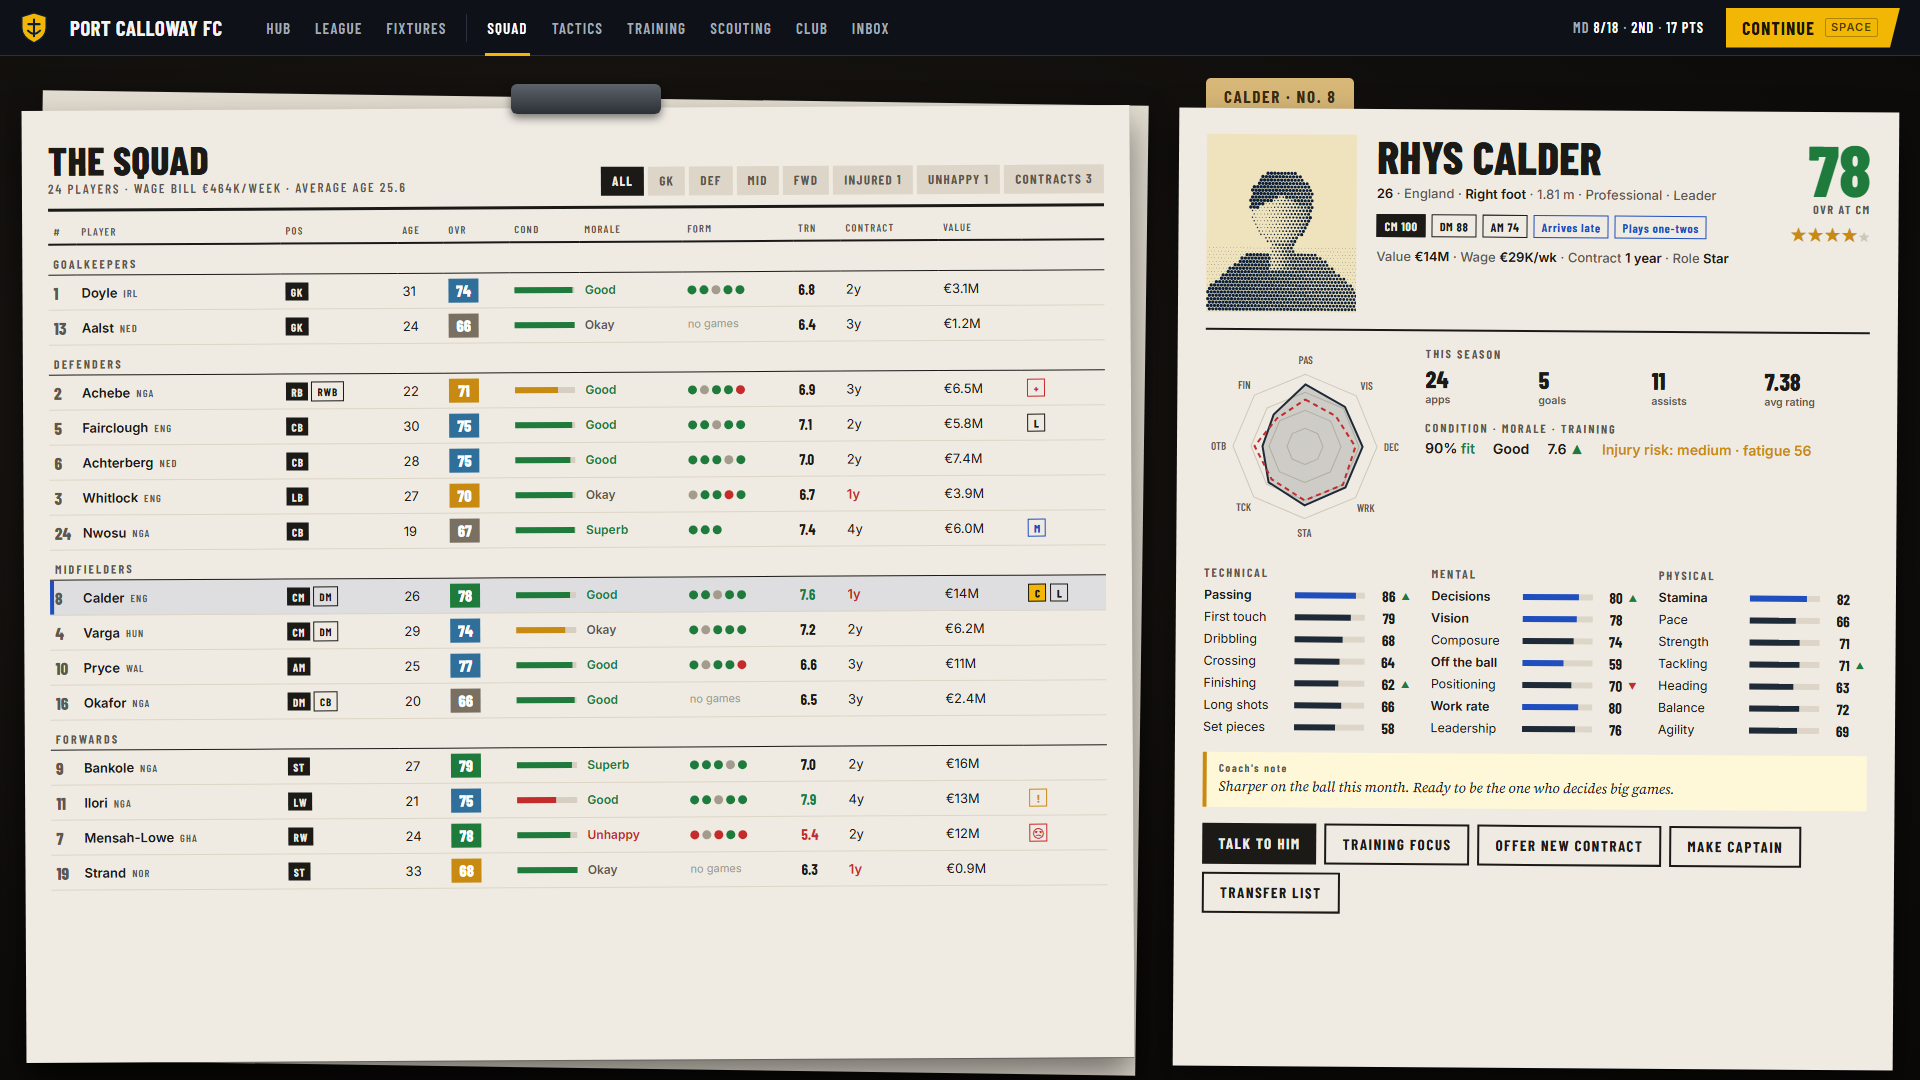 PORT CALLOWAY FC HUB LEAGUE FIXTURES SQUAD TACTICS TRAINING SCOUTING CLUB INBOX MD 8/18 · 2ND · 17 PTS CONTINUE SPACE
THE SQUAD
24 PLAYERS · WAGE BILL €464K/WEEK · AVERAGE AGE 25.6
ALL GK DEF MID FWD INJURED 1 UNHAPPY 1 CONTRACTS 3
# PLAYER POS AGE OVR COND MORALE FORM TRN CONTRACT VALUE
GOALKEEPERS
1 Doyle IRL GK 31 74 Good 6.8 2y €3.1M
13 Aalst NED GK 24 66 Okay no games 6.4 3y €1.2M
DEFENDERS
2 Achebe NGA RB RWB 22 71 Good 6.9 3y €6.5M +
5 Fairclough ENG CB 30 75 Good 7.1 2y €5.8M L
6 Achterberg NED CB 28 75 Good 7.0 2y €7.4M
3 Whitlock ENG LB 27 70 Okay 6.7 1y €3.9M
24 Nwosu NGA CB 19 67 Superb 7.4 4y €6.0M M
MIDFIELDERS
8 Calder ENG CM DM 26 78 Good 7.6 1y €14M C L
4 Varga HUN CM DM 29 74 Okay 7.2 2y €6.2M
10 Pryce WAL AM 25 77 Good 6.6 3y €11M
16 Okafor NGA DM CB 20 66 Good no games 6.5 3y €2.4M
FORWARDS
9 Bankole NGA ST 27 79 Superb 7.0 2y €16M
11 Ilori NGA LW 21 75 Good 7.9 4y €13M !
7 Mensah-Lowe GHA RW 24 78 Unhappy 5.4 2y €12M
19 Strand NOR ST 33 68 Okay no games 6.3 1y €0.9M
CALDER · NO. 8
RHYS CALDER
26 · England · Right foot · 1.81 m · Professional · Leader
CM 100 DM 88 AM 74 Arrives late Plays one-twos
Value €14M · Wage €29K/wk · Contract 1 year · Role Star
78
OVR AT CM
PAS
VIS
DEC
WRK
STA
TCK
OTB
FIN
THIS SEASON
24 5 11 7.38
apps goals assists avg rating
CONDITION · MORALE · TRAINING
90% fit Good 7.6 ▲ Injury risk: medium · fatigue 56
TECHNICAL
Passing 86 ▲
First touch 79
Dribbling 68
Crossing 64
Finishing 62 ▲
Long shots 66
Set pieces 58
MENTAL
Decisions 80 ▲
Vision 78
Composure 74
Off the ball 59
Positioning 70 ▼
Work rate 80
Leadership 76
PHYSICAL
Stamina 82
Pace 66
Strength 71
Tackling 71 ▲
Heading 63
Balance 72
Agility 69
Coach's note
Sharper on the ball this month. Ready to be the one who decides big games.
TALK TO HIM TRAINING FOCUS OFFER NEW CONTRACT MAKE CAPTAIN
TRANSFER LIST